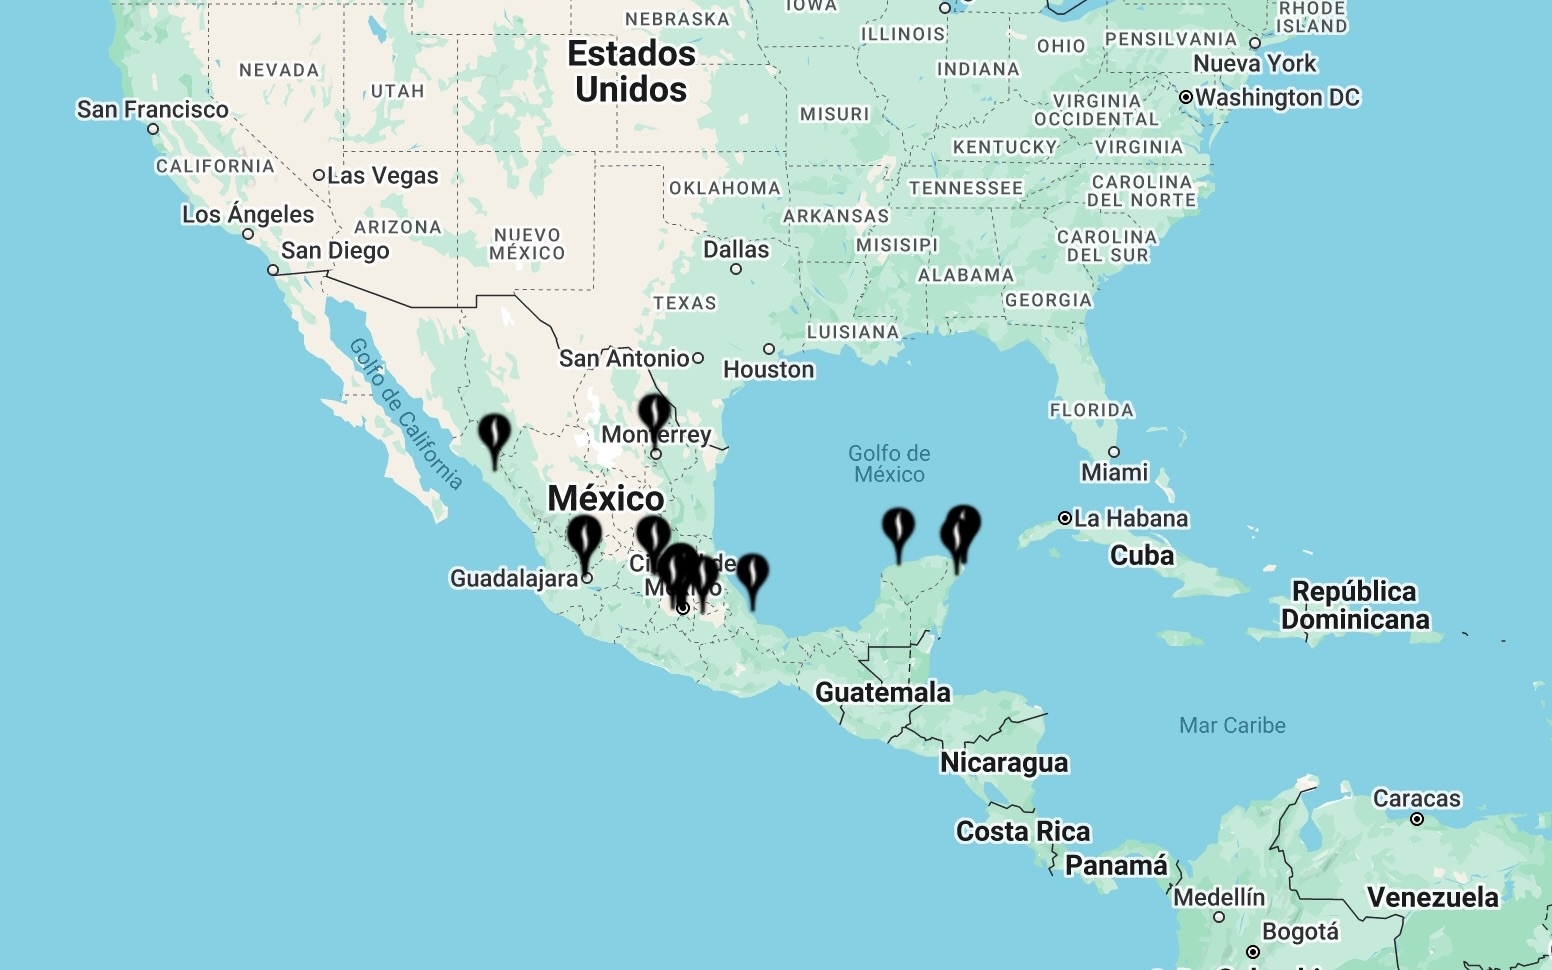 NEBRASKA
IOWA
RHODE
ISLAND
ILLINOIS
OHIO
PENSILVANIA
Estados
Unidos
NEVADA
UTAH
INDIANA
Nueva York
Washington DC
San Francisco
MISURI
VIRGINIA
OCCIDENTAL
KENTUCKY
VIRGINIA
CALIFORNIA
Las Vegas
OKLAHOMA
TENNESSEE
CAROLINA
DEL NORTE
Los Ángeles
ARKANSAS
ARIZONA
NUEVO
MÉXICO
San Diego
Dallas
MISISIPI
CAROLINA
DEL SUR
ALABAMA
TEXAS
GEORGIA
LUISIANA
San Antonio
Houston
Golfo de California
FLORIDA
Monterrey
Golfo de
México
Miami
México
La Habana
Cuba
Guadalajara
Ciudad de
México
República
Dominicana
Guatemala
Mar Caribe
Nicaragua
Caracas
Costa Rica
Panamá
Medellín
Venezuela
Bogotá